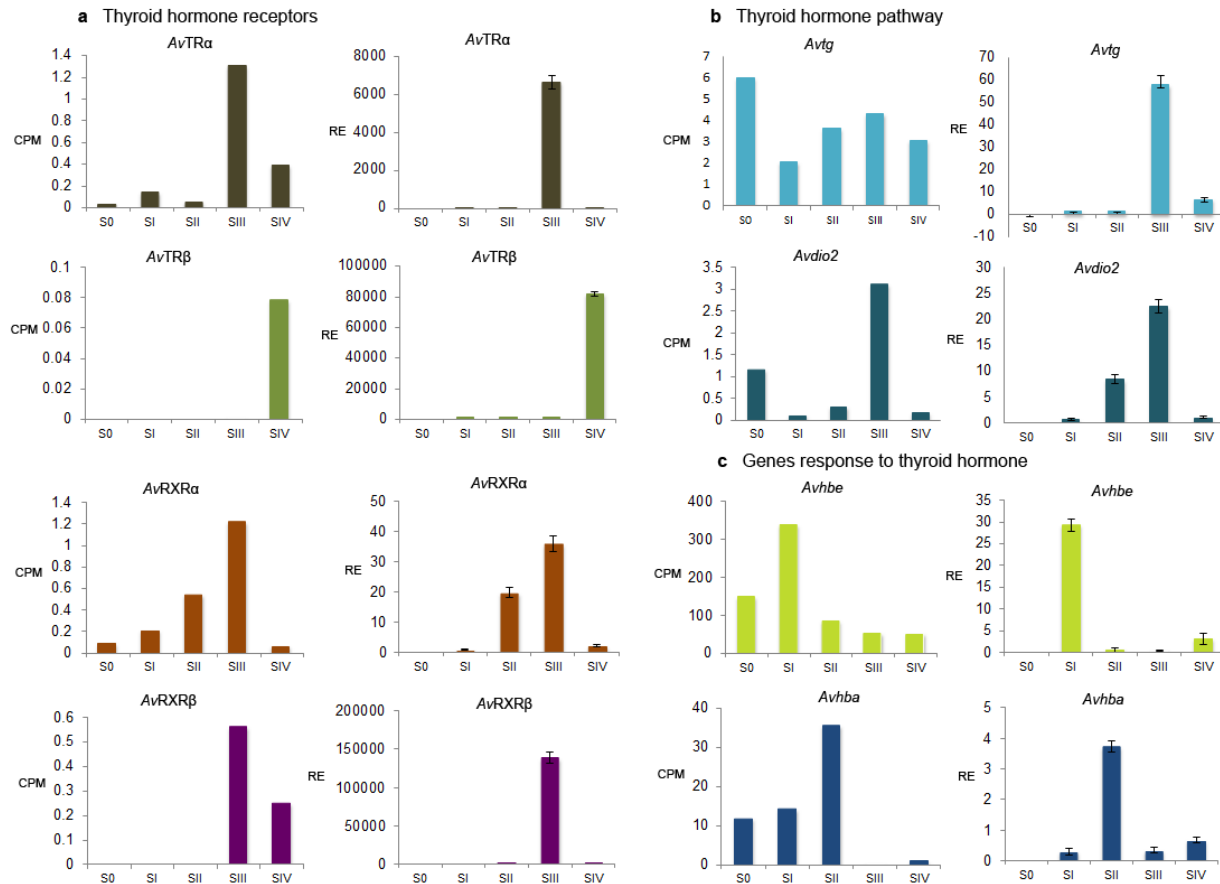 a Thyroid hormone receptors
AvTRα
1.4
1.2
1
0.8
0.6
0.4
0.2
0
CPM
S0 SI SII SIII SIV
AvTRα
8000
6000
4000
2000
0
RE
S0 SI SII SIII SIV
AvTRβ
0.1
0.08
0.06
0.04
0.02
0
CPM
S0 SI SII SIII SIV
AvTRβ
100000
80000
60000
40000
20000
0
RE
S0 SI SII SIII SIV
AvRXRα
1.4
1.2
1
0.8
0.6
0.4
0.2
0
CPM
S0 SI SII SIII SIV
AvRXRα
50
40
30
20
10
0
RE
S0 SI SII SIII SIV
AvRXRβ
0.6
0.5
0.4
0.3
0.2
0.1
0
CPM
S0 SI SII SIII SIV
AvRXRβ
200000
150000
100000
50000
0
RE
S0 SI SII SIII SIV
b Thyroid hormone pathway
Avtg
7
6
5
4
3
2
1
0
CPM
S0 SI SII SIII SIV
Avtg
70
60
50
40
30
20
10
0
-10
RE
S0 SI SII SIII SIV
Avdio2
3.5
3
2.5
2
1.5
1
0.5
0
CPM
S0 SI SII SIII SIV
Avdio2
30
25
20
15
10
5
0
RE
S0 SI SII SIII SIV
c Genes response to thyroid hormone
Avhbe
400
300
200
100
0
CPM
S0 SI SII SIII SIV
Avhbe
35
30
25
20
15
10
5
0
RE
S0 SI SII SIII SIV
Avhba
40
30
20
10
0
CPM
S0 SI SII SIII SIV
Avhba
5
4
3
2
1
0
RE
S0 SI SII SIII SIV